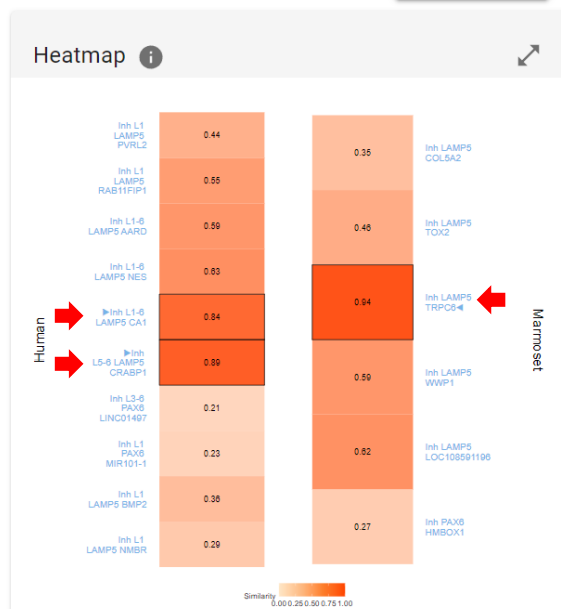 Heatmap i
Human
Inh L1
LAMP5
PVRL2
0.44
Inh L1
LAMP5
RAB11FIP1
0.55
Inh L1-6
LAMP5 AARD
0.59
Inh L1-6
LAMP5 NES
0.63
▶Inh L1-6
LAMP5 CA1
0.84
▶Inh
L5-6 LAMP5
CRABP1
0.89
Inh L3-6
PAX6
LINC01497
0.21
Inh L1
PAX6
MIR101-1
0.23
Inh L1
LAMP5 BMP2
0.36
Inh L1
LAMP5 NMBR
0.29
0.35
Inh LAMP5
COL5A2
0.46
Inh LAMP5
TOX2
0.94
Inh LAMP5
TRPC6◀
0.59
Inh LAMP5
WWP1
0.62
Inh LAMP5
LOC108591196
0.27
Inh PAX6
HMBOX1
Marmoset
Similarity
0.00 0.25 0.50 0.75 1.00